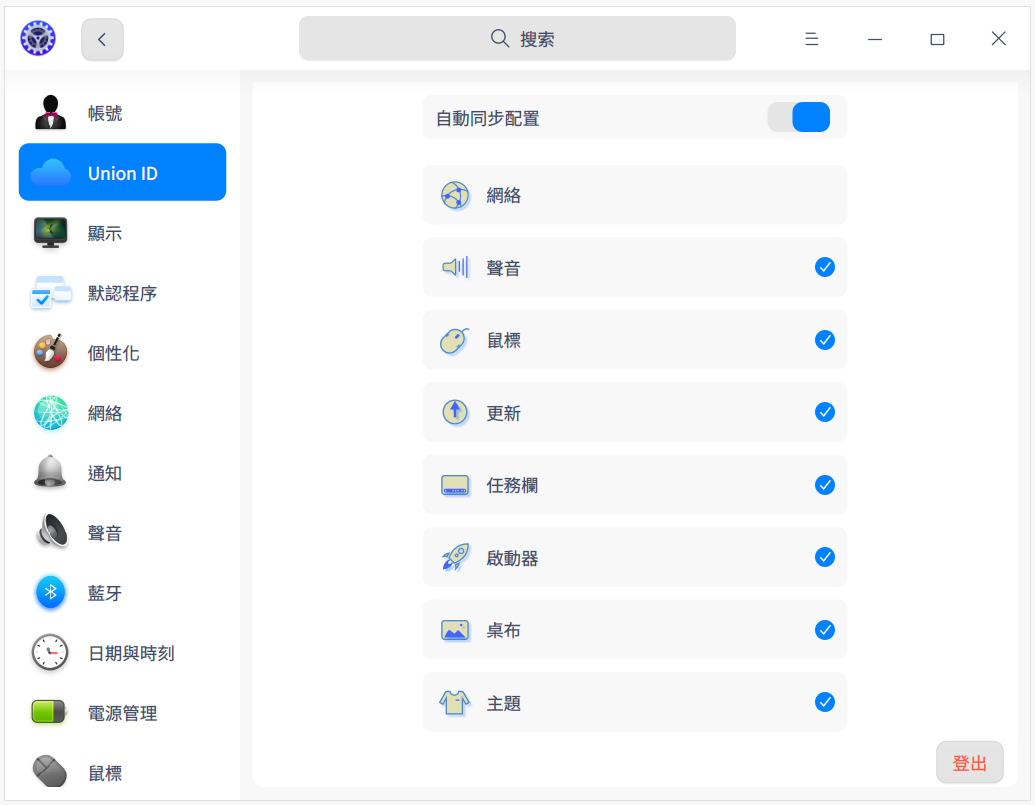 搜索
帳號
Union ID
顯示
默認程序
個性化
網絡
通知
聲音
藍牙
日期與時刻
電源管理
鼠標
自動同步配置
網絡
聲音
鼠標
更新
任務欄
啟動器
桌布
主題
登出